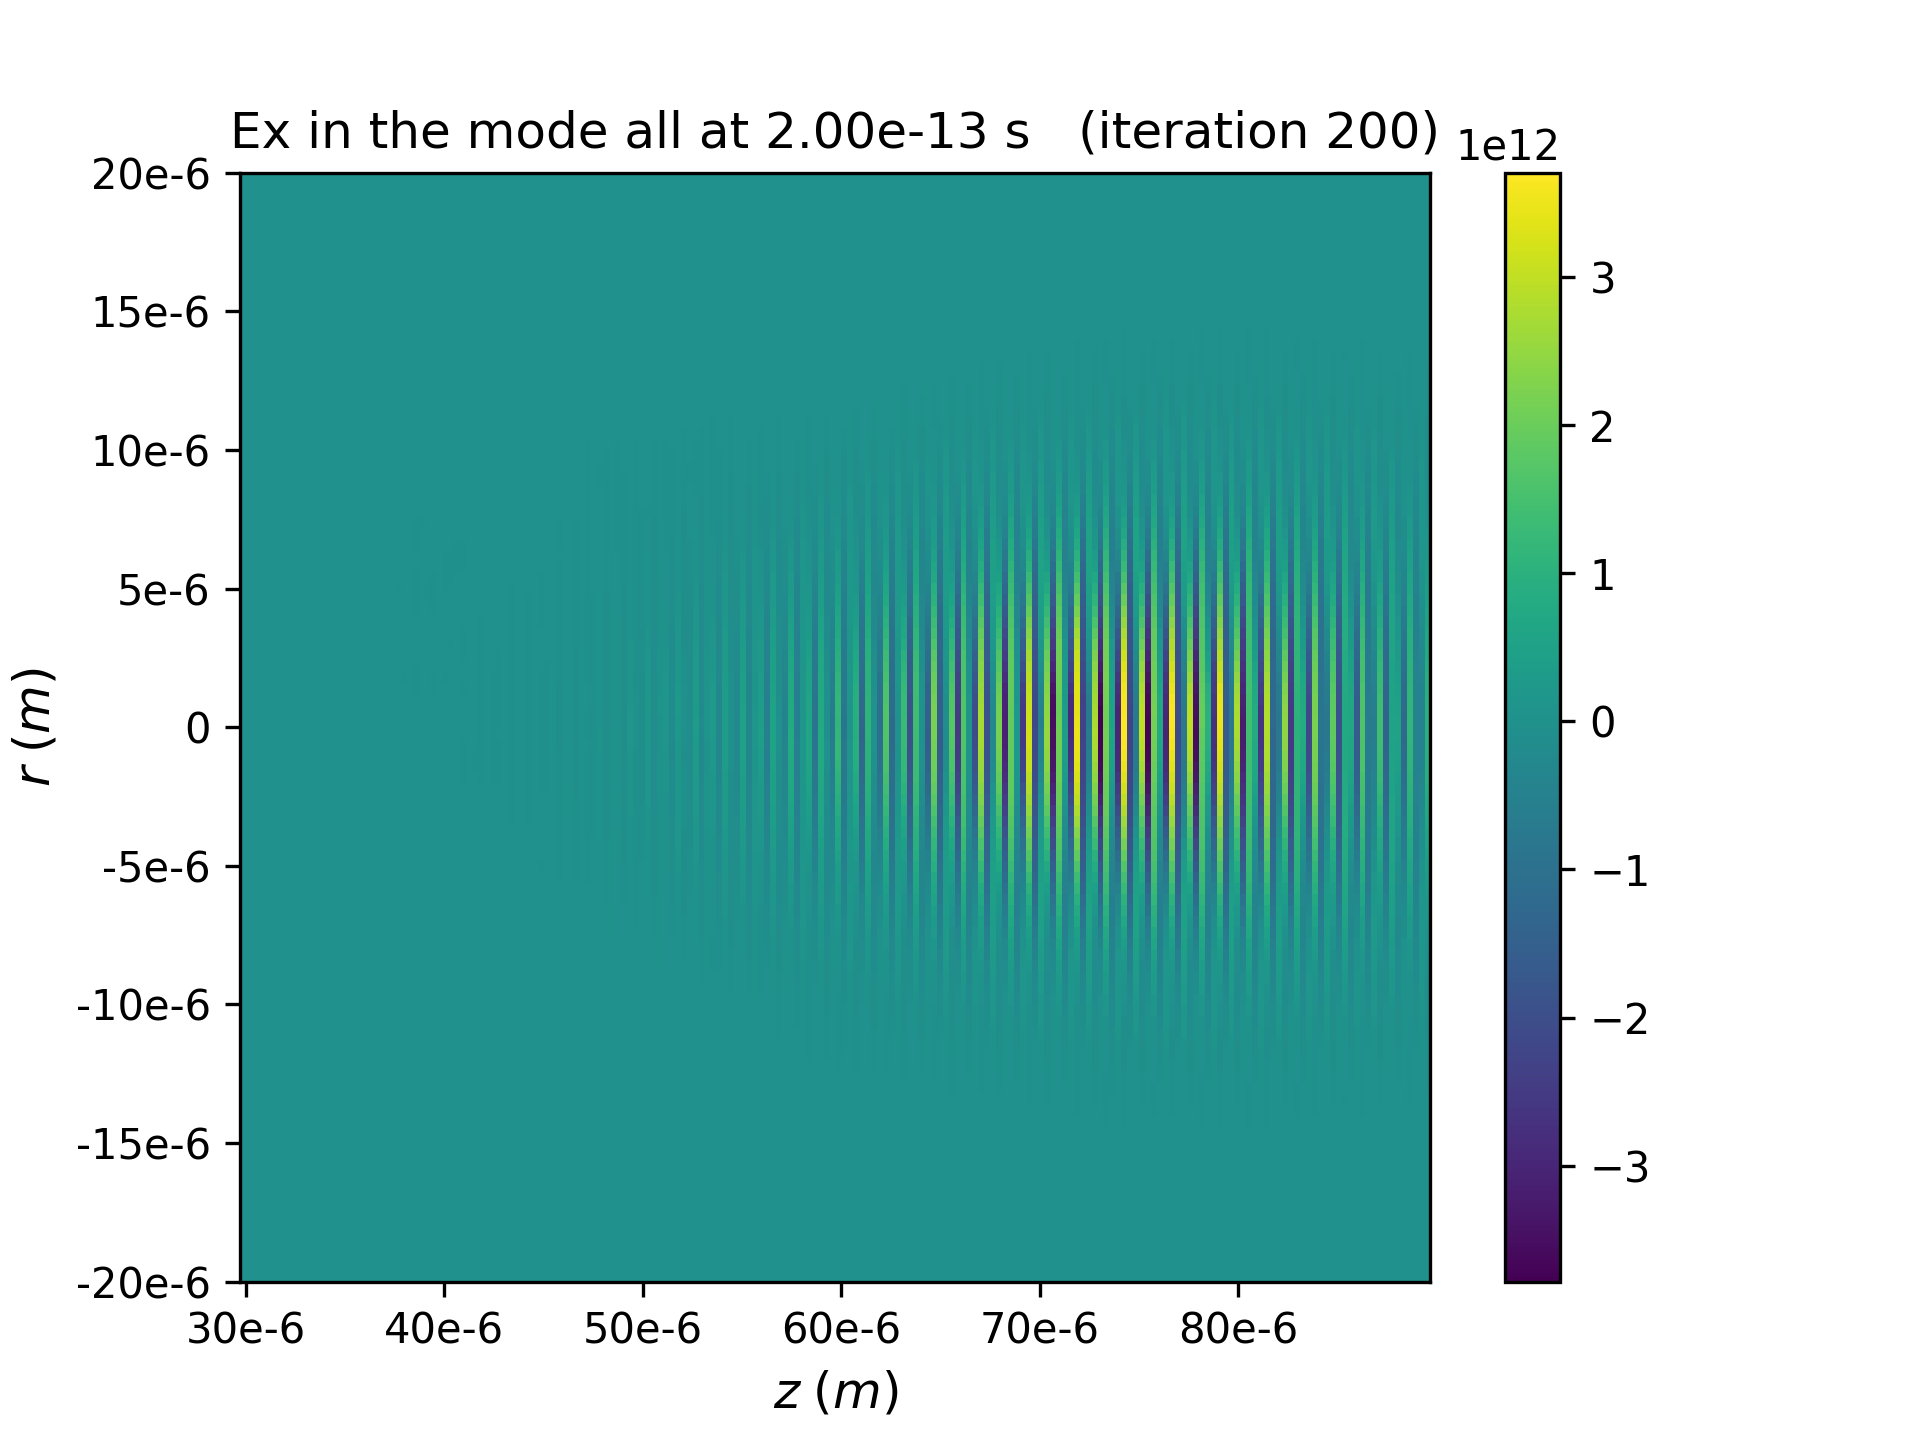 Ex in the mode all at 2.00e-13 s (iteration 200)
1e12
20e-6
15e-6
10e-6
5e-6
0
-5e-6
-10e-6
-15e-6
-20e-6
r (m)
30e-6 40e-6 50e-6 60e-6 70e-6 80e-6
z (m)
3
2
1
0
−1
−2
−3